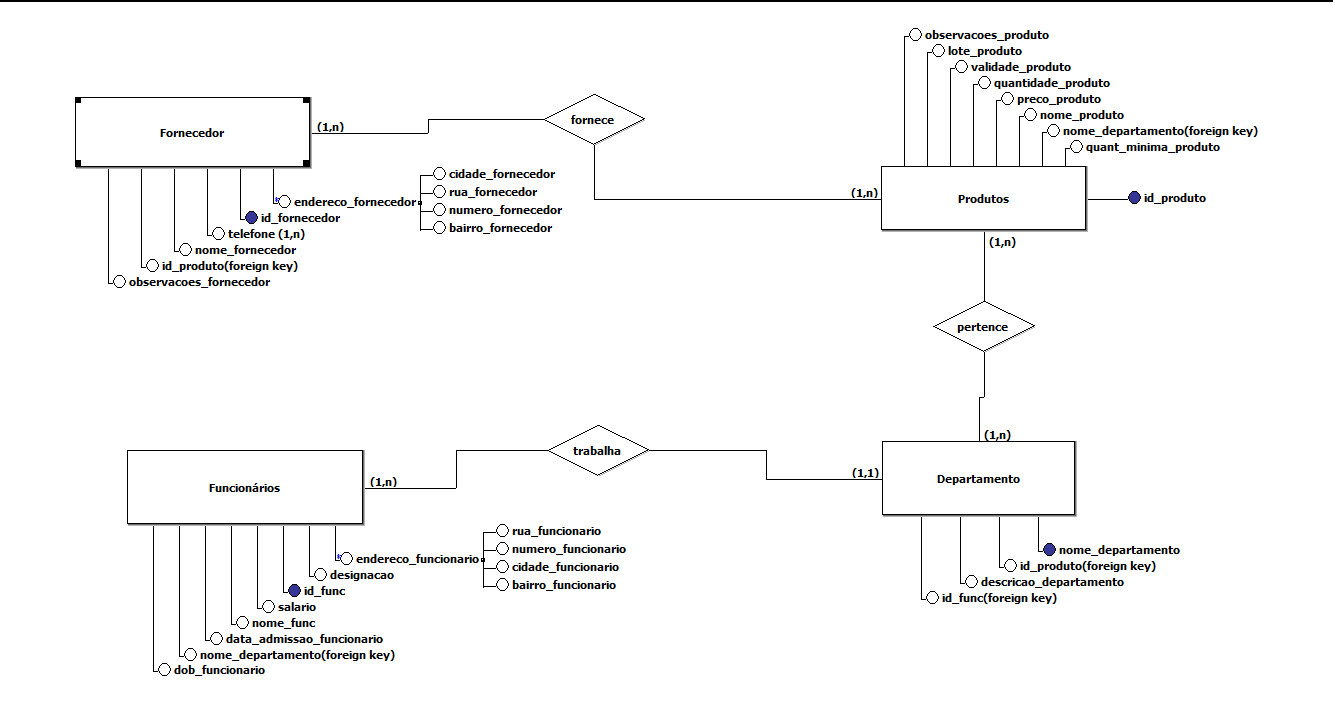 observacoes_produto
lote_produto
validade_produto
quantidade_produto
preco_produto
nome_produto
nome_departamento(foreign key)
quant_minima_produto
Fornecedor
(1,n)
fornece
(1,n)
Produtos
id_produto
(1,n)
endereco_fornecedor
cidade_fornecedor
rua_fornecedor
numero_fornecedor
bairro_fornecedor
id_fornecedor
telefone (1,n)
nome_fornecedor
id_produto(foreign key)
observacoes_fornecedor
pertence
(1,n)
Funcionários
(1,n)
trabalha
(1,1)
Departamento
endereco_funcionario
rua_funcionario
numero_funcionario
cidade_funcionario
bairro_funcionario
designacao
id_func
salario
nome_func
data_admissao_funcionario
nome_departamento(foreign key)
dob_funcionario
nome_departamento
id_produto(foreign key)
descricao_departamento
id_func(foreign key)